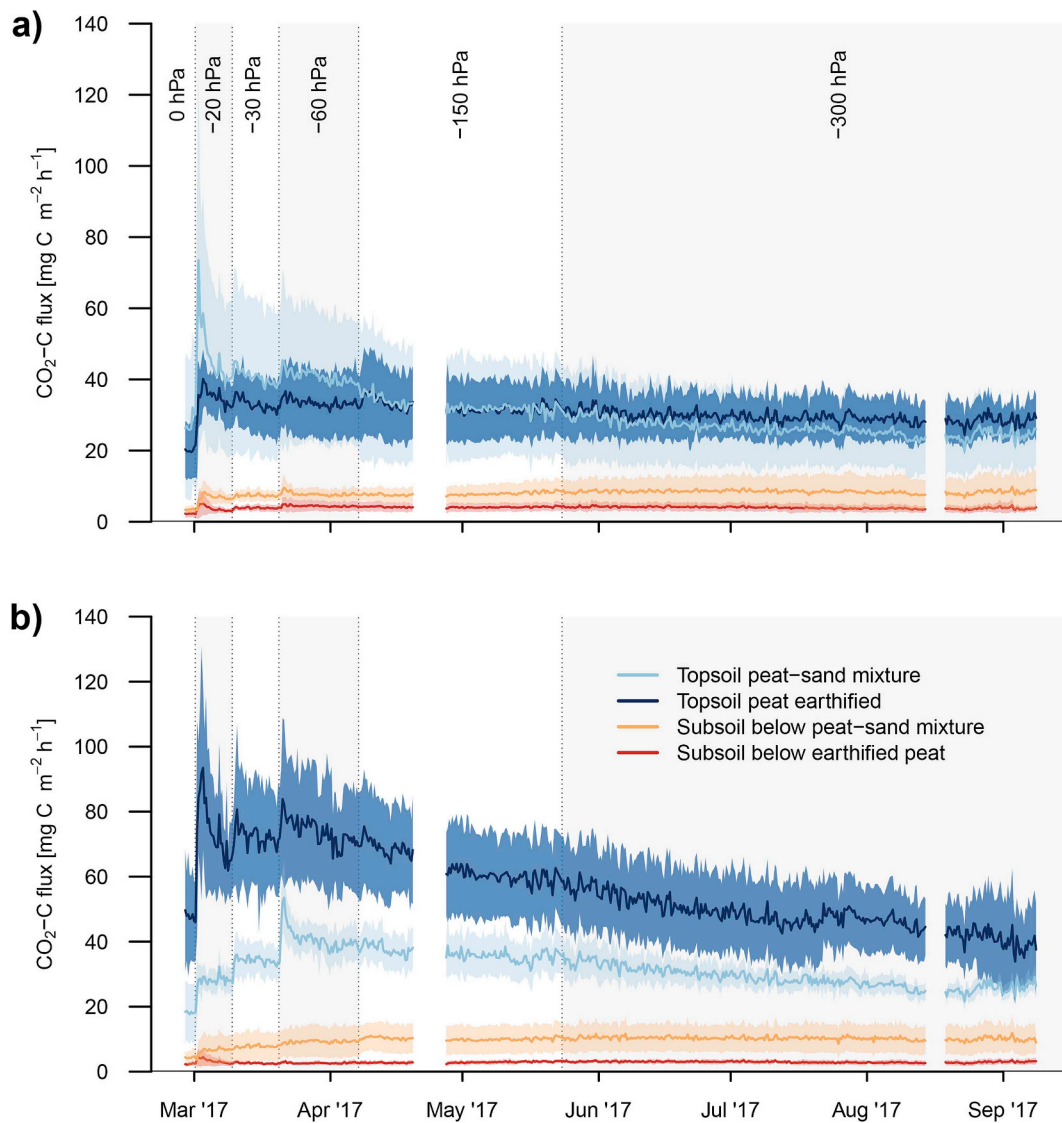 a)
CO₂−C flux [mg C m⁻² h⁻¹]
140
120
100
80
60
40
20
0
0 hPa
−20 hPa
−30 hPa
−60 hPa
−150 hPa
−300 hPa
b)
CO₂−C flux [mg C m⁻² h⁻¹]
140
120
100
80
60
40
20
0
Topsoil peat−sand mixture
Topsoil peat earthified
Subsoil below peat−sand mixture
Subsoil below earthified peat
Mar '17 Apr '17 May '17 Jun '17 Jul '17 Aug '17 Sep '17